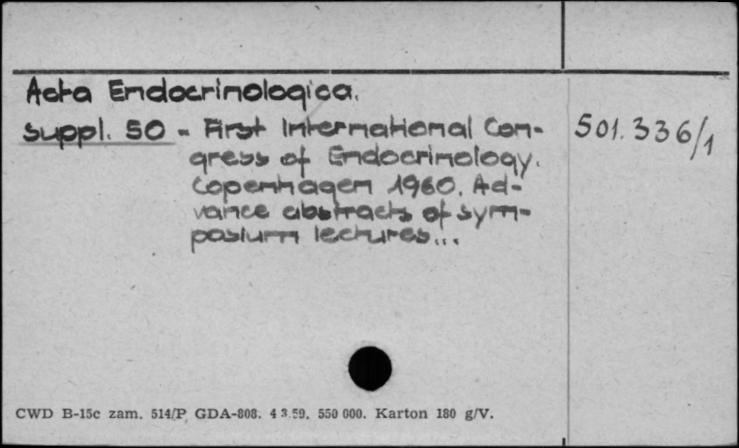 Acta Endocrinologica.
suppl. 50 - First International Con-
gress of Endocrinology.
Copenhagen 1960. Ad-
vance abstracts of sym-
posium lectures...
501.336/1
CWD B-15c zam. 514/P GDA-808. 4 3.59. 550 000. Karton 180 g/V.